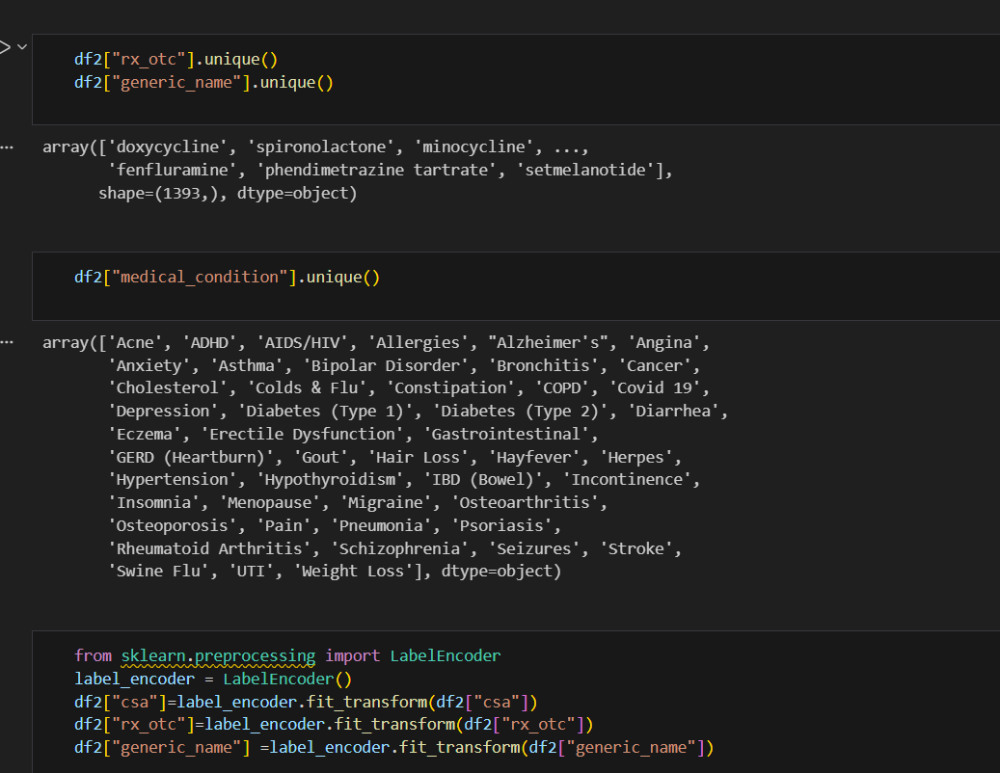 df2["rx_otc"].unique()
df2["generic_name"].unique()
array(['doxycycline', 'spironolactone', 'minocycline', ...,
'fenfluramine', 'phendimetrazine tartrate', 'setmelanotide'],
shape=(1393,), dtype=object)
df2["medical_condition"].unique()
array(['Acne', 'ADHD', 'AIDS/HIV', 'Allergies', "Alzheimer's", 'Angina',
'Anxiety', 'Asthma', 'Bipolar Disorder', 'Bronchitis', 'Cancer',
'Cholesterol', 'Colds & Flu', 'Constipation', 'COPD', 'Covid 19',
'Depression', 'Diabetes (Type 1)', 'Diabetes (Type 2)', 'Diarrhea',
'Eczema', 'Erectile Dysfunction', 'Gastrointestinal',
'GERD (Heartburn)', 'Gout', 'Hair Loss', 'Hayfever', 'Herpes',
'Hypertension', 'Hypothyroidism', 'IBD (Bowel)', 'Incontinence',
'Insomnia', 'Menopause', 'Migraine', 'Osteoarthritis',
'Osteoporosis', 'Pain', 'Pneumonia', 'Psoriasis',
'Rheumatoid Arthritis', 'Schizophrenia', 'Seizures', 'Stroke',
'Swine Flu', 'UTI', 'Weight Loss'], dtype=object)
from sklearn.preprocessing import LabelEncoder
label_encoder = LabelEncoder()
df2["csa"]=label_encoder.fit_transform(df2["csa"])
df2["rx_otc"]=label_encoder.fit_transform(df2["rx_otc"])
df2["generic_name"] =label_encoder.fit_transform(df2["generic_name"])